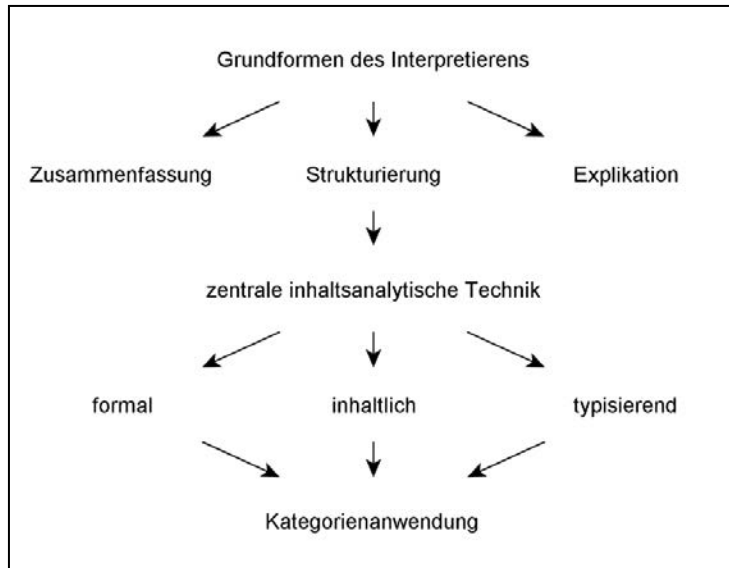 Grundformen des Interpretierens
Zusammenfassung Strukturierung Explikation
zentrale inhaltsanalytische Technik
formal inhaltlich typisierend
Kategorienanwendung